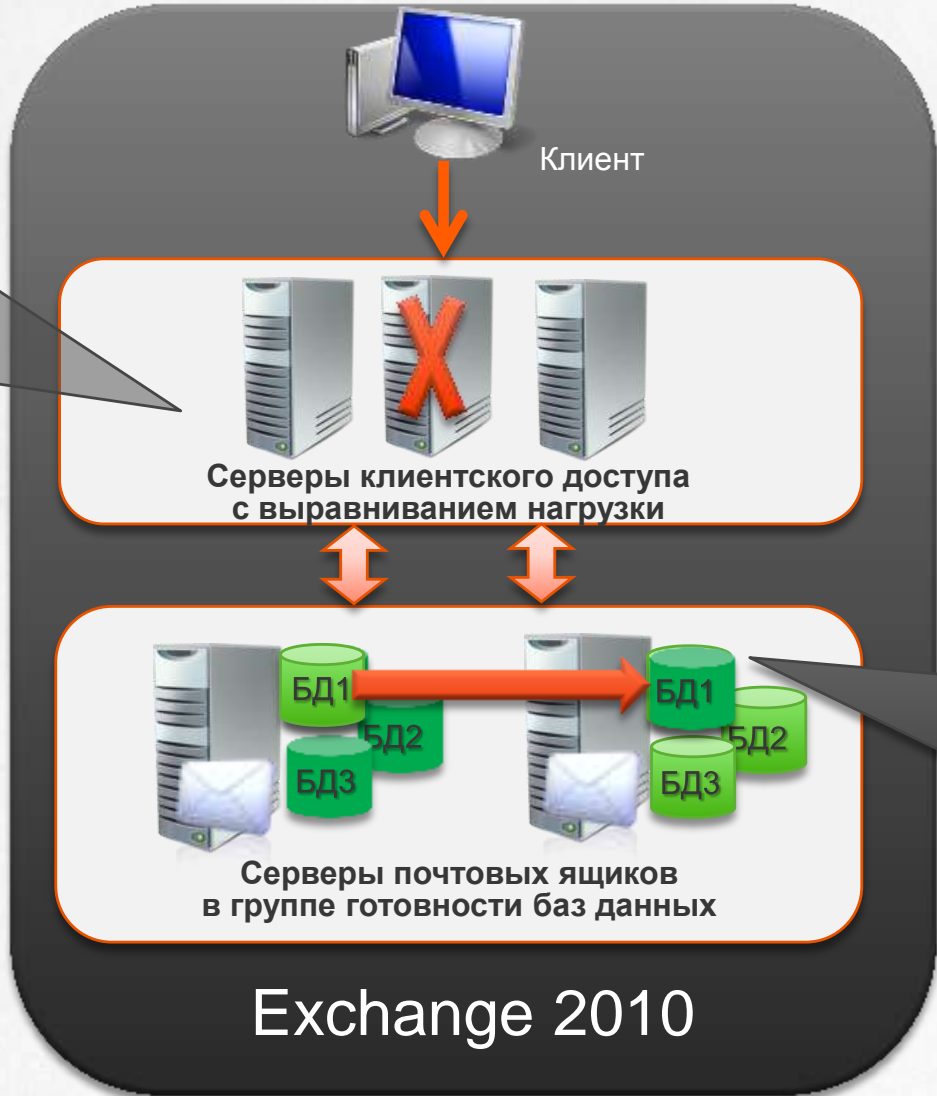 Клиент
Серверы клиентского доступа
с выравниванием нагрузки
БД1
БД2
БД3
БД1
БД2
БД3
Серверы почтовых ящиков
в группе готовности баз данных
Exchange 2010